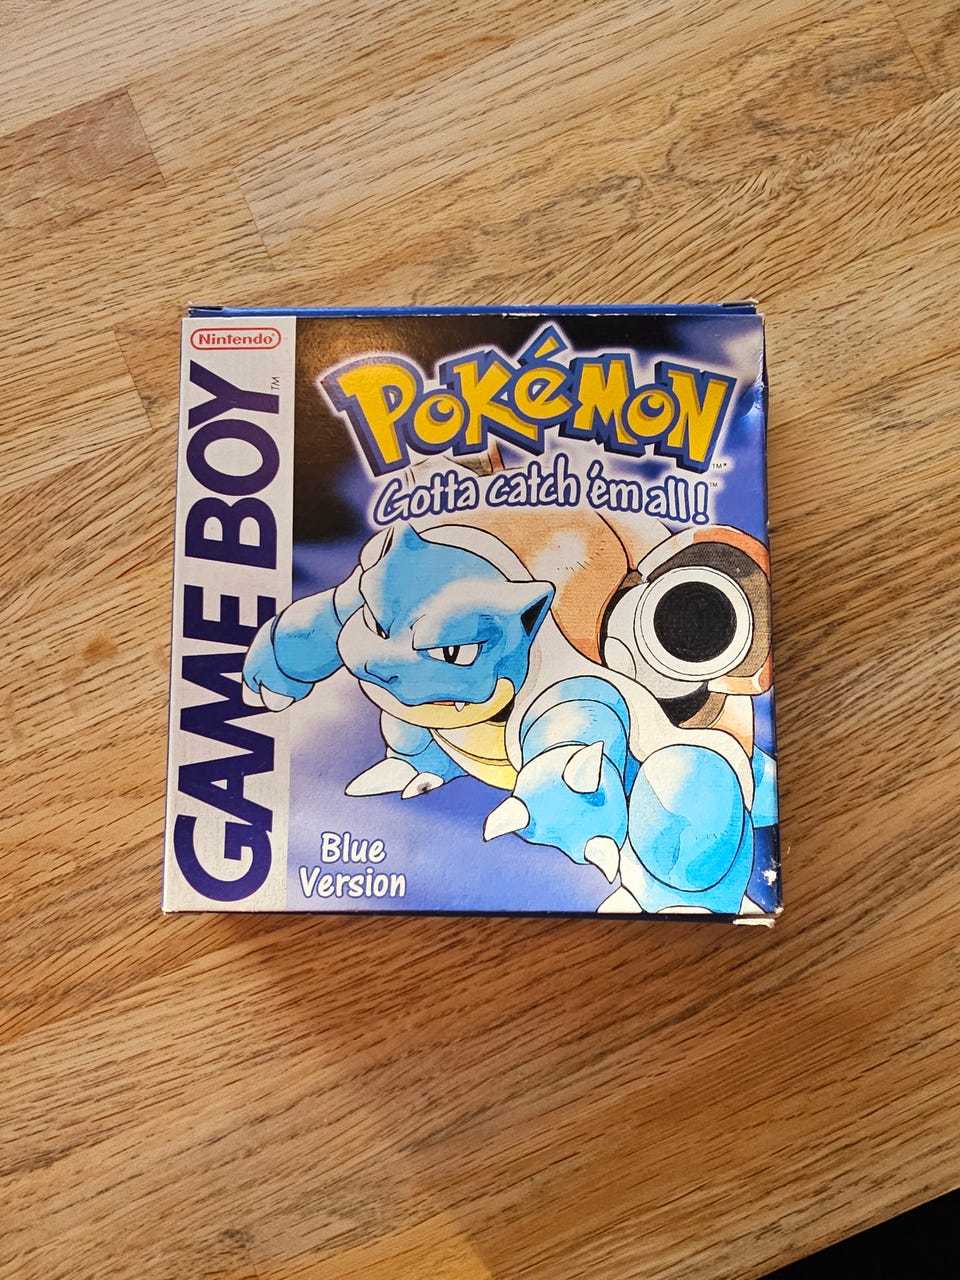 Nintendo®
GAME BOY™
POKéMON™*
Gotta catch 'em all!™
Blue
Version